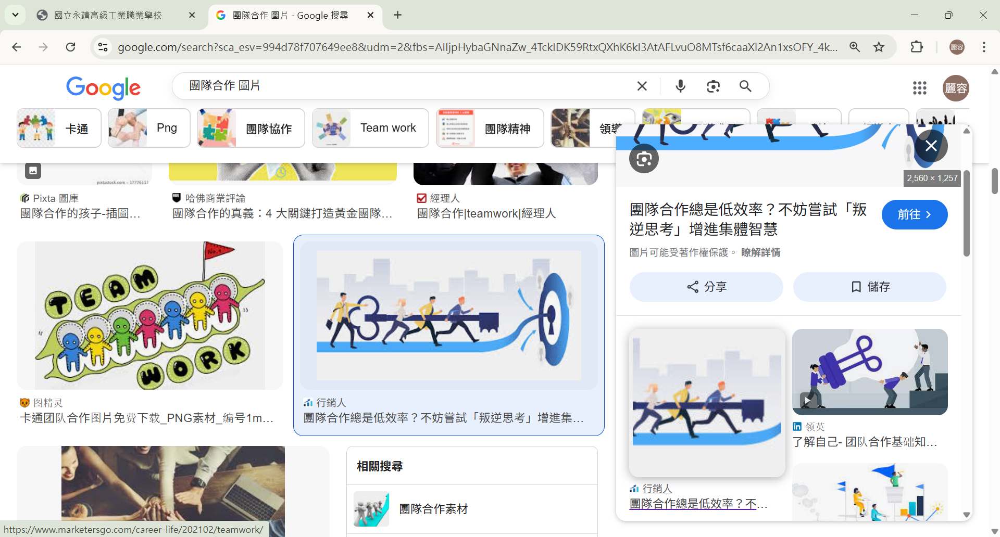 國立永靖高級工業職業學校
團隊合作 圖片 - Google 搜尋
google.com/search?sca_esv=994d78f707649ee8&udm=2&fbs=AIIjpHybaGNnaZw_4TckIDK59RtxQXhK6kI3AtAFLvuO8MTsf6caaXl2An1xsOFY_4k...
麗容
Google
團隊合作 圖片
麗容
卡通
Png
團隊協作
Team work
團隊精神
領導
pixtastock.com - 17776117
Pixta 圖庫
團隊合作的孩子-插圖...
哈佛商業評論
團隊合作的真義：4 大關鍵打造黃金團隊...
經理人
團隊合作|teamwork|經理人
No.1
TEAM
WORK
图精灵
卡通团队合作图片免费下载_PNG素材_编号1m...
行銷人
團隊合作總是低效率？不妨嘗試「叛逆思考」增進集...
相關搜尋
團隊合作素材
2,560 × 1,257
團隊合作總是低效率？不妨嘗試「叛
逆思考」增進集體智慧
前往
圖片可能受著作權保護。 瞭解詳情
分享
儲存
行銷人
團隊合作總是低效率？不...
领英
了解自己- 团队合作基础知...
https://www.marketersgo.com/career-life/202102/teamwork/